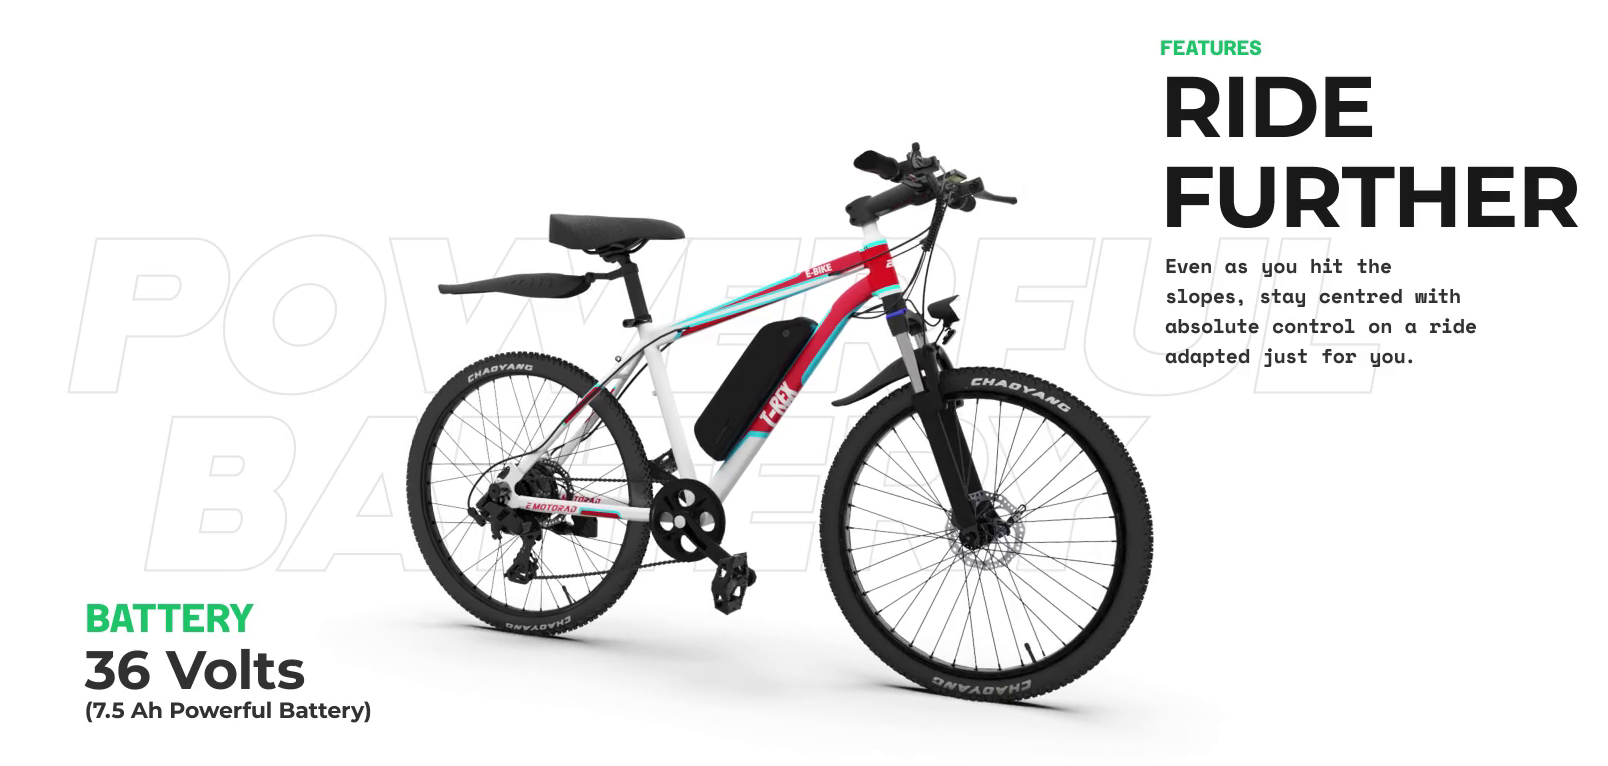 FEATURES
RIDE
FURTHER
Even as you hit the
slopes, stay centred with
absolute control on a ride
adapted just for you.
POWERFUL
BATTERY
E-BIKE
T-REX
CHAOYANG
CHAOYANG
EMOTORAD
CHAOYANG
CHAOYANG
BATTERY
36 Volts
(7.5 Ah Powerful Battery)